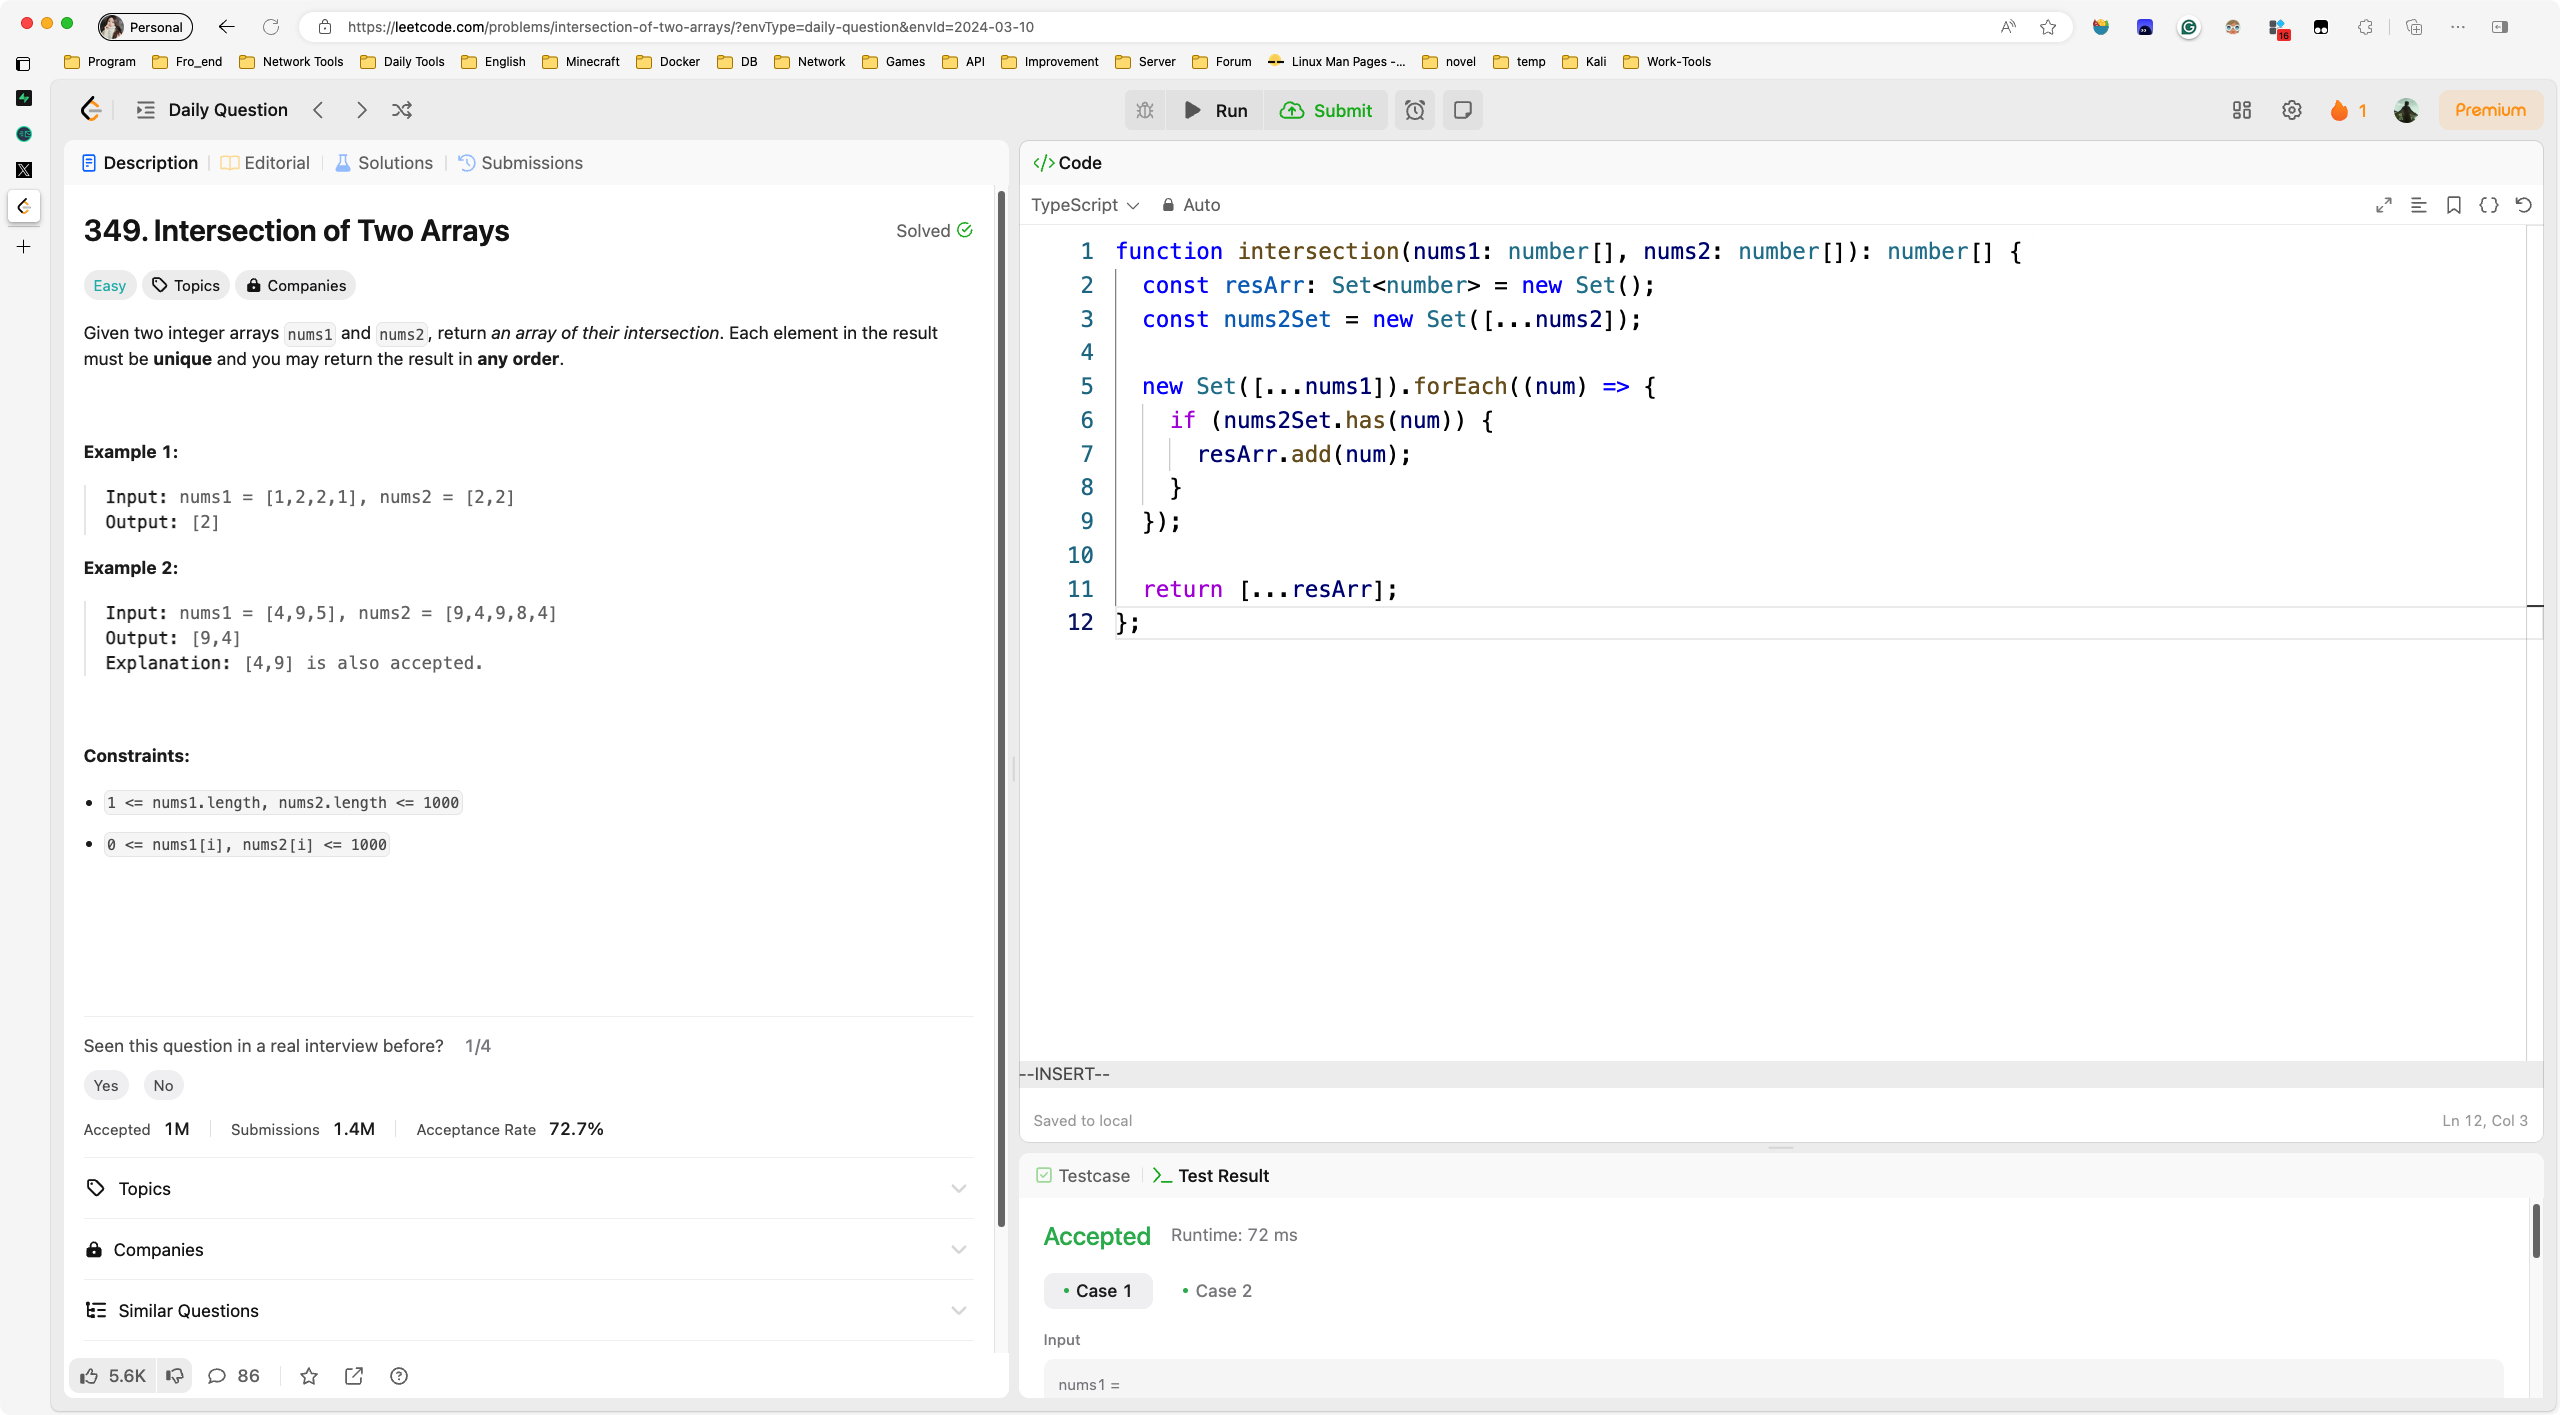 Personal
https://leetcode.com/problems/intersection-of-two-arrays/?envType=daily-question&envId=2024-03-10
16
Program Fro_end Network Tools Daily Tools English Minecraft Docker DB Network Games API Improvement Server Forum Linux Man Pages -... novel temp Kali Work-Tools
Daily Question
Run Submit
1
Premium
Description Editorial Solutions Submissions
349. Intersection of Two Arrays
Solved
Easy Topics Companies
Given two integer arrays nums1 and nums2, return an array of their intersection. Each element in the result
must be unique and you may return the result in any order.
Example 1:
Input: nums1 = [1,2,2,1], nums2 = [2,2]
Output: [2]
Example 2:
Input: nums1 = [4,9,5], nums2 = [9,4,9,8,4]
Output: [9,4]
Explanation: [4,9] is also accepted.
Constraints:
• 1 <= nums1.length, nums2.length <= 1000
• 0 <= nums1[i], nums2[i] <= 1000
Seen this question in a real interview before? 1/4
Yes No
Accepted 1M Submissions 1.4M Acceptance Rate 72.7%
Topics
Companies
Similar Questions
5.6K 86
</> Code
TypeScript Auto
1 function intersection(nums1: number[], nums2: number[]): number[] {
2 const resArr: Set<number> = new Set();
3 const nums2Set = new Set([...nums2]);
4
5 new Set([...nums1]).forEach((num) => {
6 if (nums2Set.has(num)) {
7 resArr.add(num);
8 }
9 });
10
11 return [...resArr];
12 };
--INSERT--
Saved to local
Ln 12, Col 3
Testcase >_ Test Result
Accepted Runtime: 72 ms
• Case 1 • Case 2
Input
nums1 =